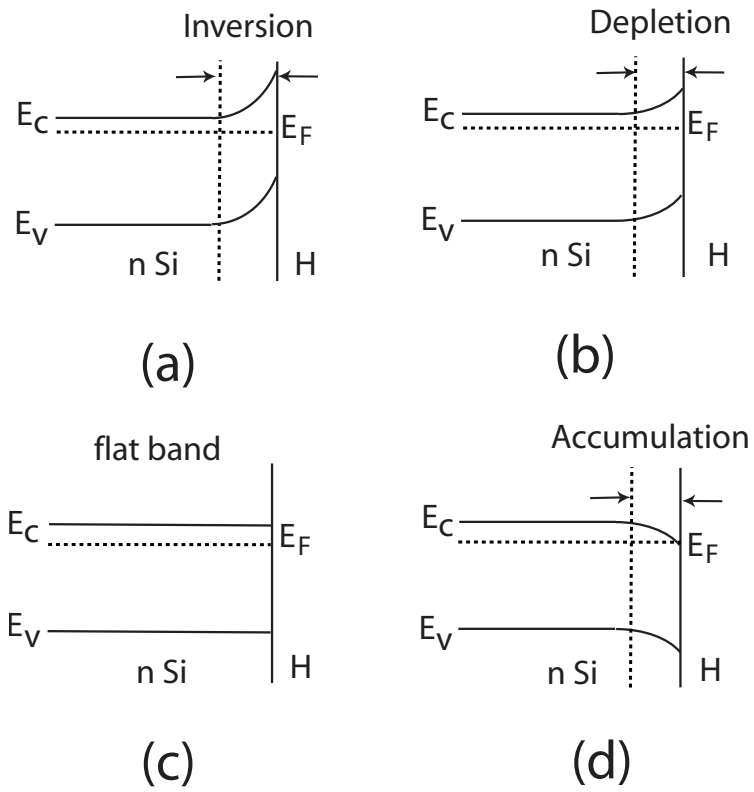 Inversion
E_C
E_F
E_V
n Si
H
(a)
Depletion
E_C
E_F
E_V
n Si
H
(b)
flat band
E_C
E_F
E_V
n Si
H
(c)
Accumulation
E_C
E_F
E_V
n Si
H
(d)